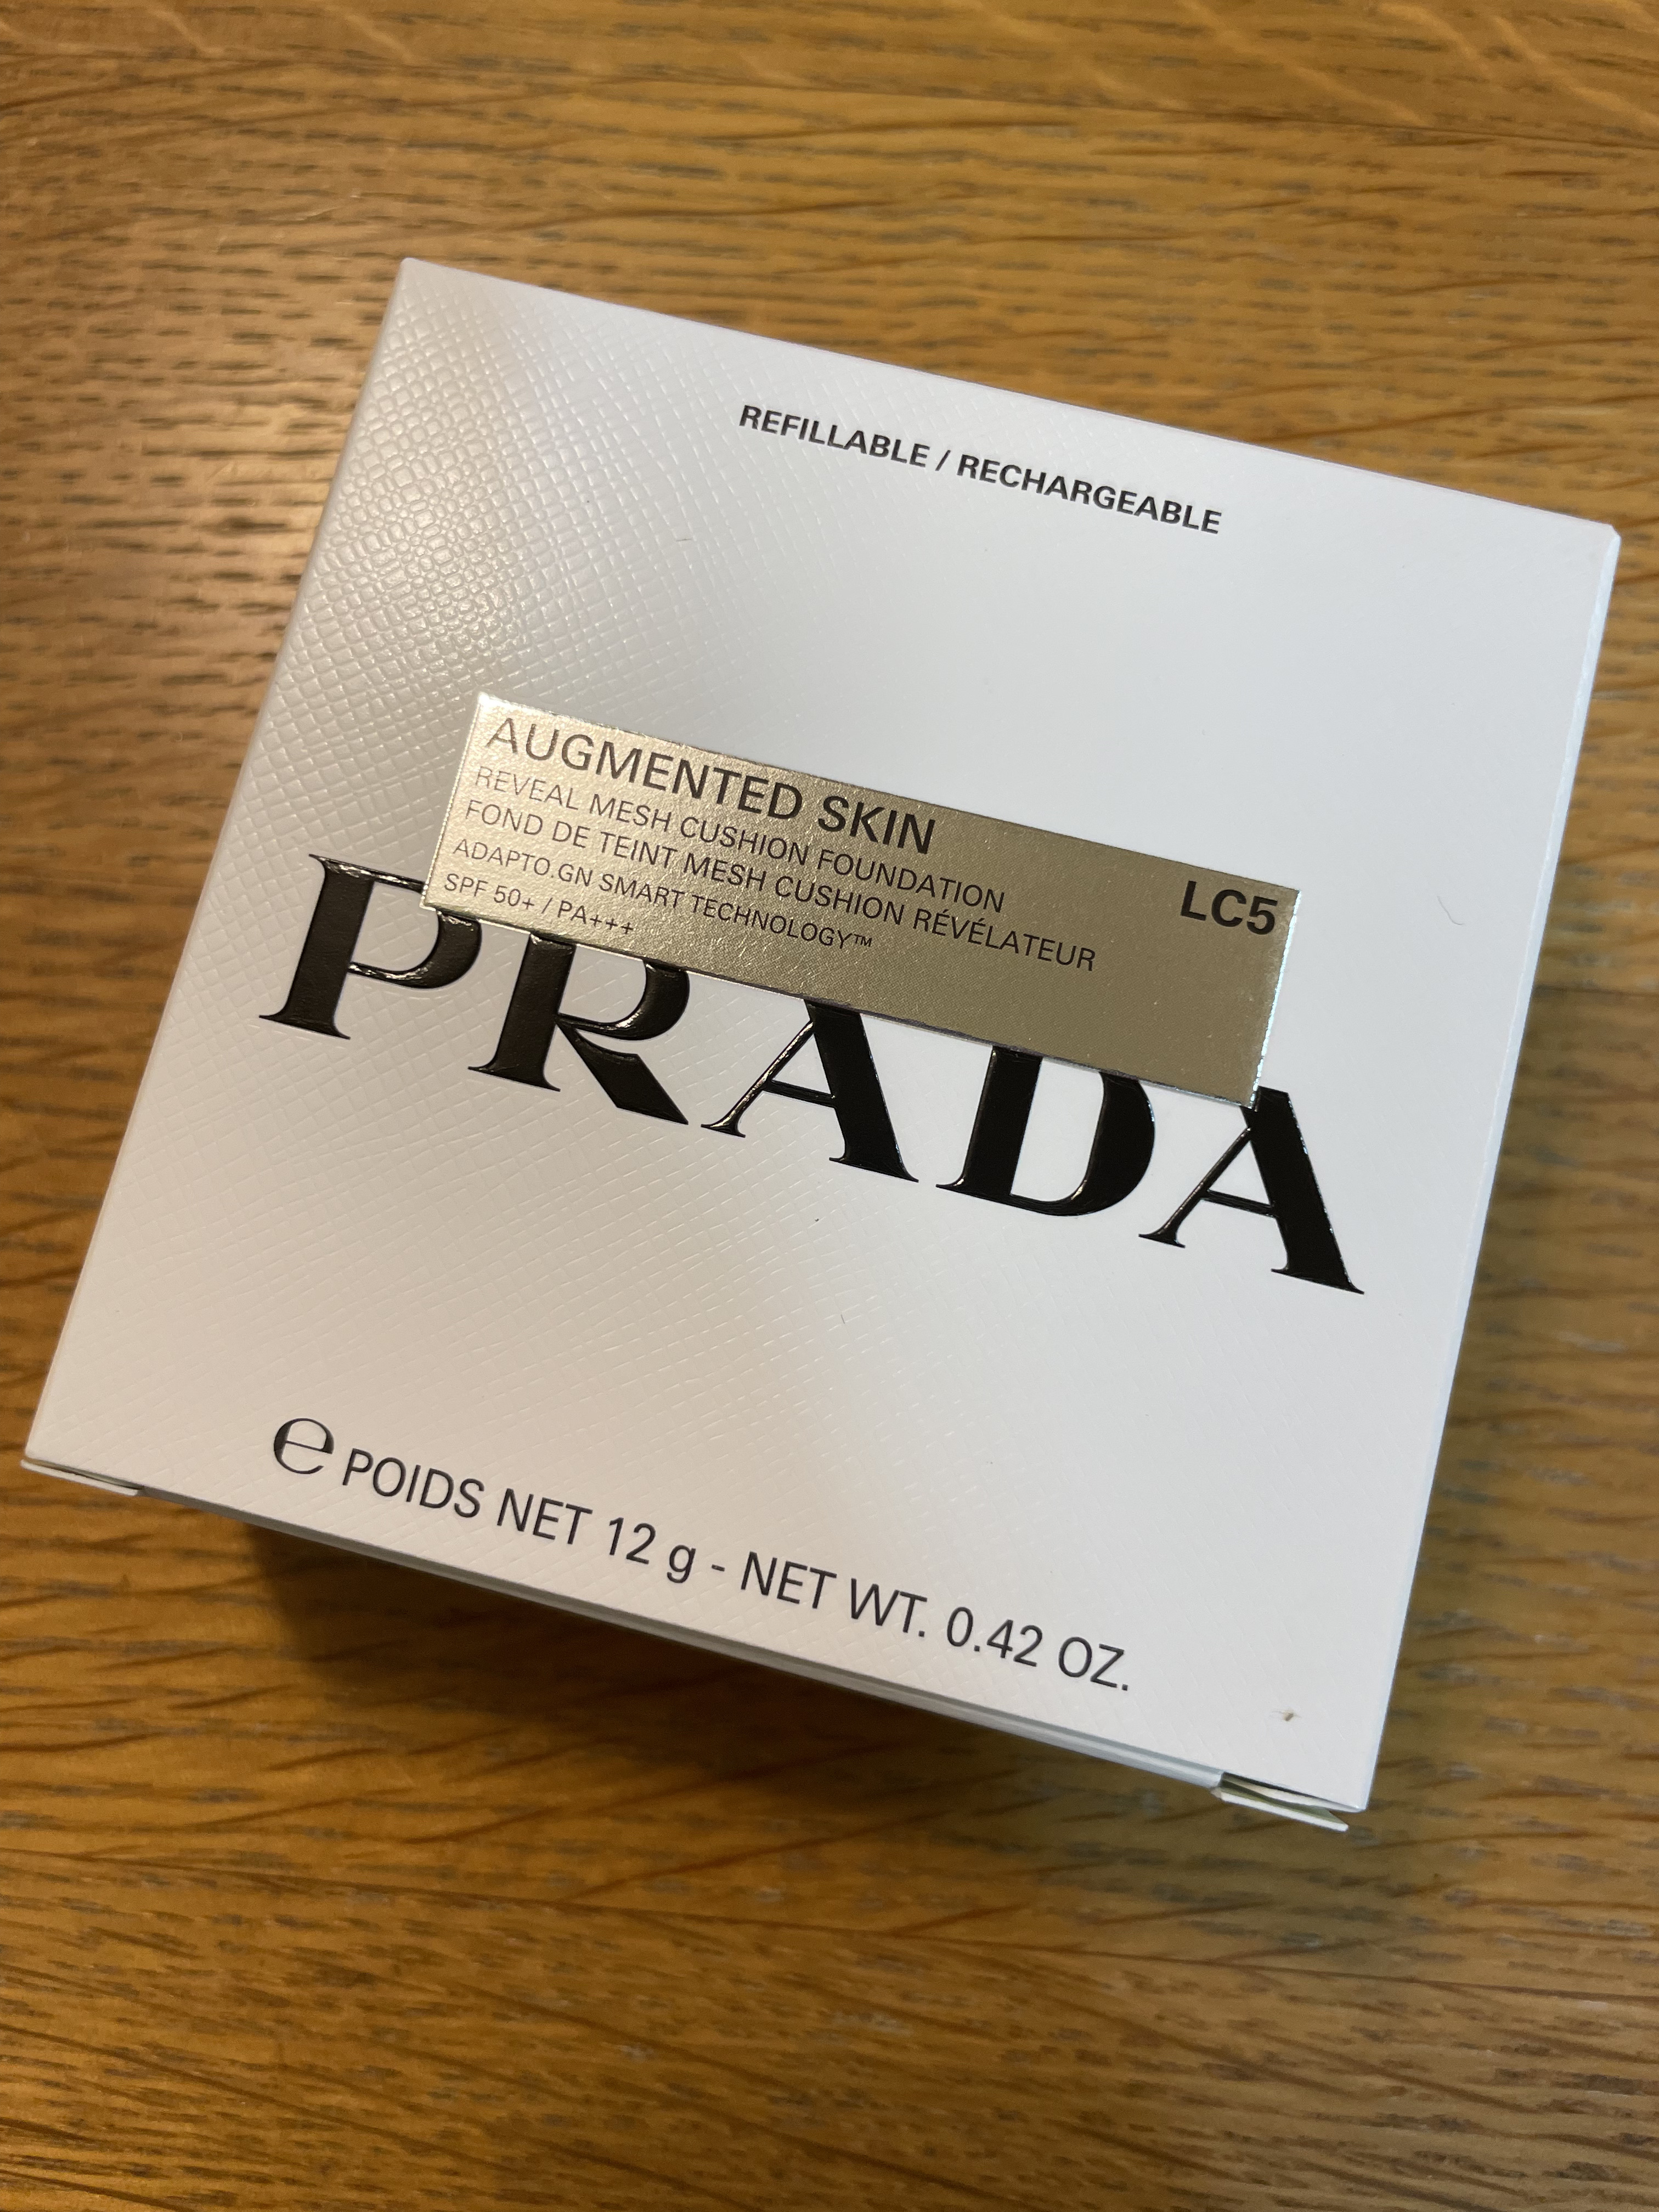 REFILLABLE / RECHARGEABLE
AUGMENTED SKIN
REVEAL MESH CUSHION FOUNDATION
FOND DE TEINT MESH CUSHION RÉVÉLATEUR
ADAPTO.GN SMART TECHNOLOGY™
SPF 50+ / PA+++
LC5
PRADA
℮ POIDS NET 12 g - NET WT. 0.42 OZ.